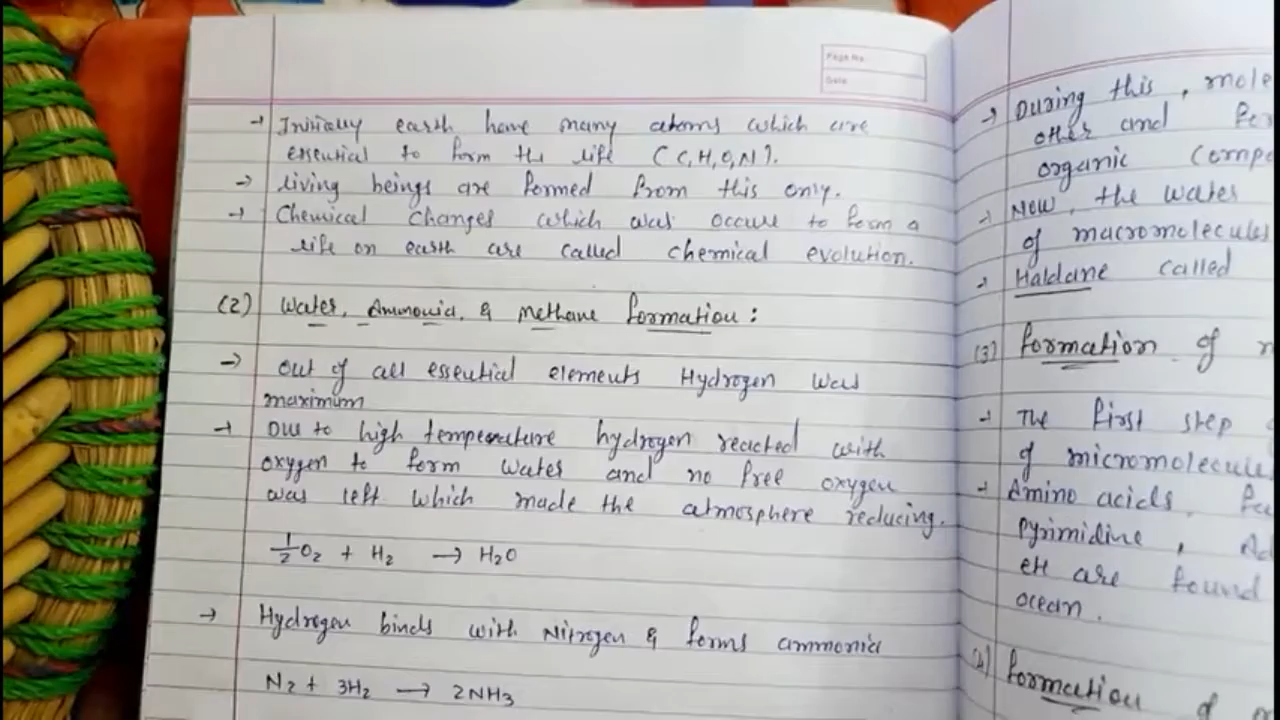 Page No.
Date
→ Initially earth have many atoms which are
essential to form the life (C,H,O,N).
→ living beings are formed from this only.
→ Chemical changes which was occure to form a
life on earth are called chemical evolution.
(2) Water, Ammonia, & Methane formation:
→ out of all essential elements Hydrogen was
maximum
→ Due to high temperature hydrogen reacted with
oxygen to form water and no free oxygen
was left which made the atmosphere reducing.
½O₂ + H₂ → H₂O
→ Hydrogen binds with Nitrogen & forms ammonia
N₂ + 3H₂ → 2NH₃
→ During this, mole
other and
organic compo
→ Now, the water
of macromolecules
→ Haldane called
(3) formation of
→ The first step
of micromolecule
→ Amino acids,
pyrimidine,
etc are found
ocean.
(4) formation of